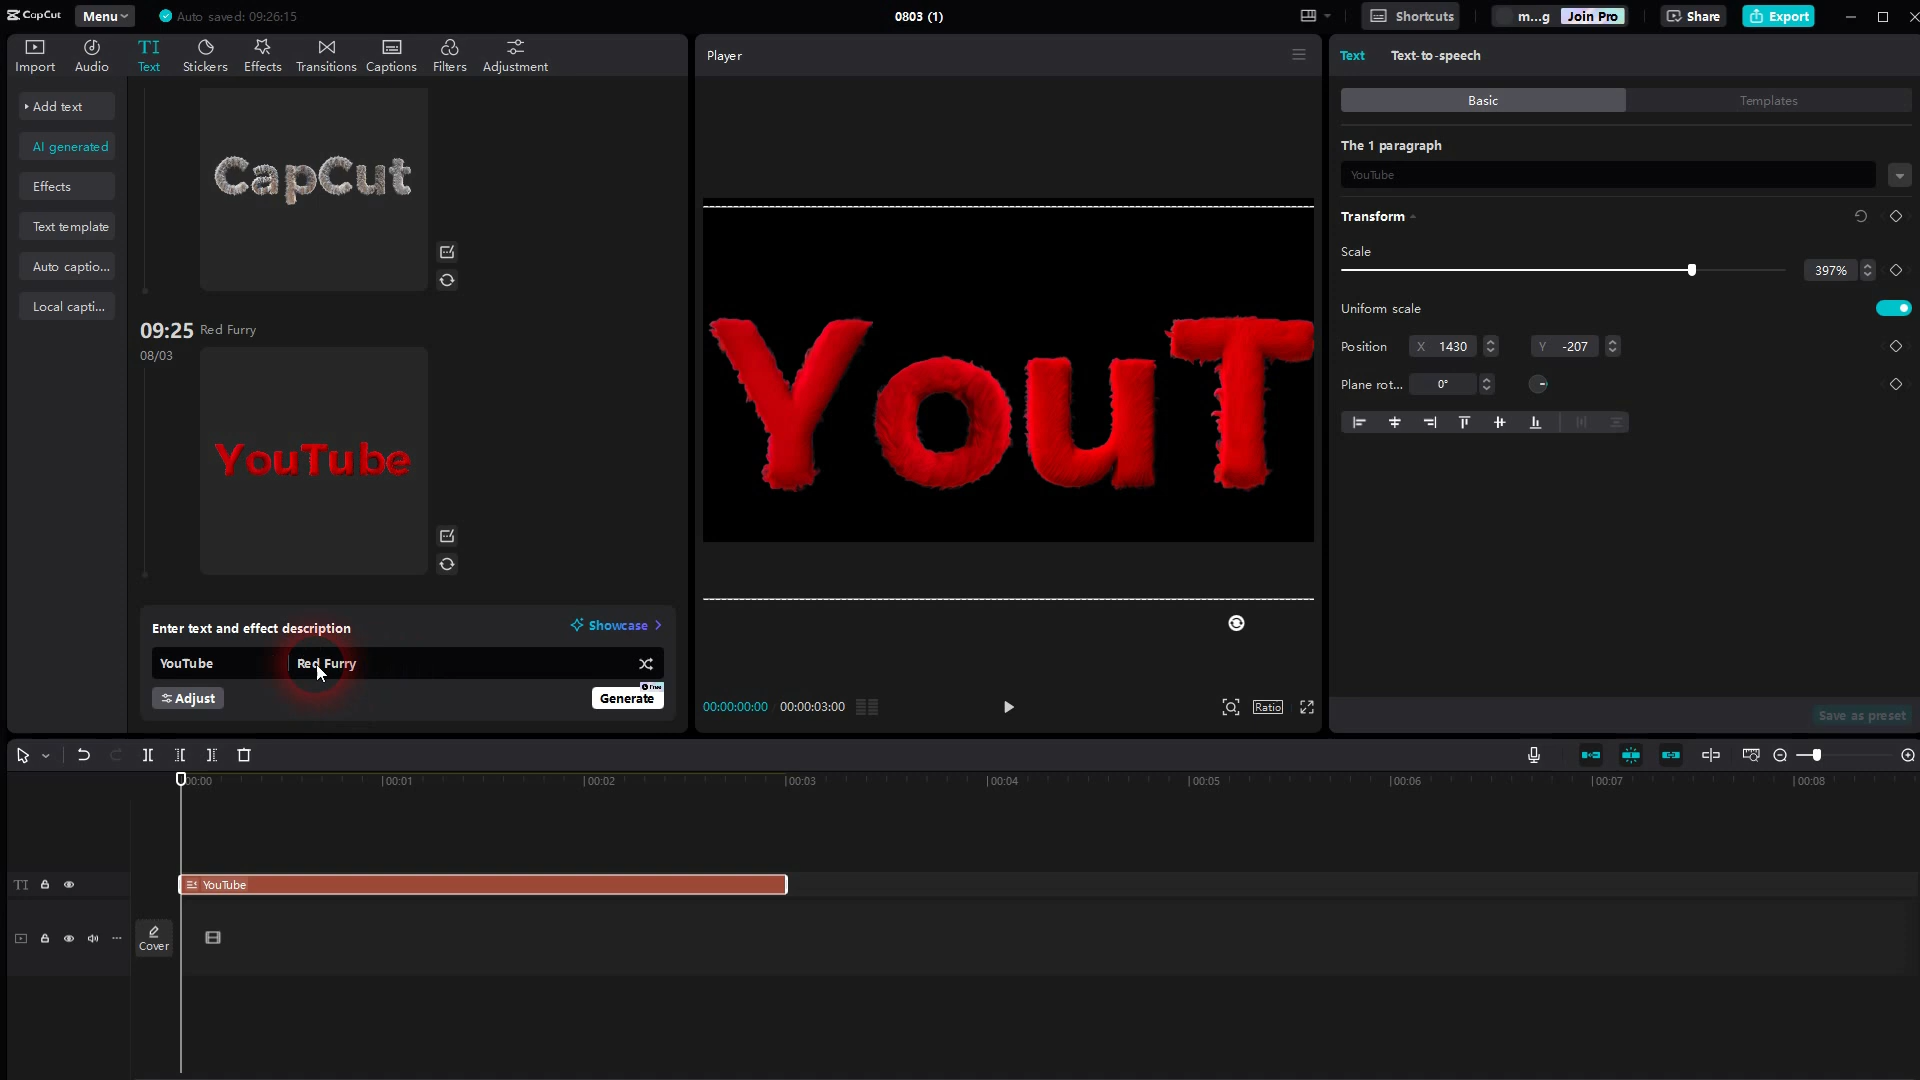 CapCut
Menu
Auto saved: 09:26:15
0803 (1)
Shortcuts
m...g
Join Pro
Share
Export
Import
Audio
TI
Text
Stickers
Effects
Transitions
Captions
Filters
Adjustment
Add text
AI generated
Effects
Text template
Auto captio...
Local capti...
CapCut
09:25
Red Furry
08/03
YouTube
Enter text and effect description
Showcase
YouTube
Red Furry
Adjust
Free
Generate
Player
YouT
00:00:00:00
00:00:03:00
Ratio
Text
Text-to-speech
Basic
Templates
The 1 paragraph
YouTube
Transform
Scale
397%
Uniform scale
Position
X 1430
Y -207
Plane rot...
0°
Save as preset
00:00
00:01
00:02
00:03
00:04
00:05
00:06
00:07
00:08
TI
YouTube
Cover